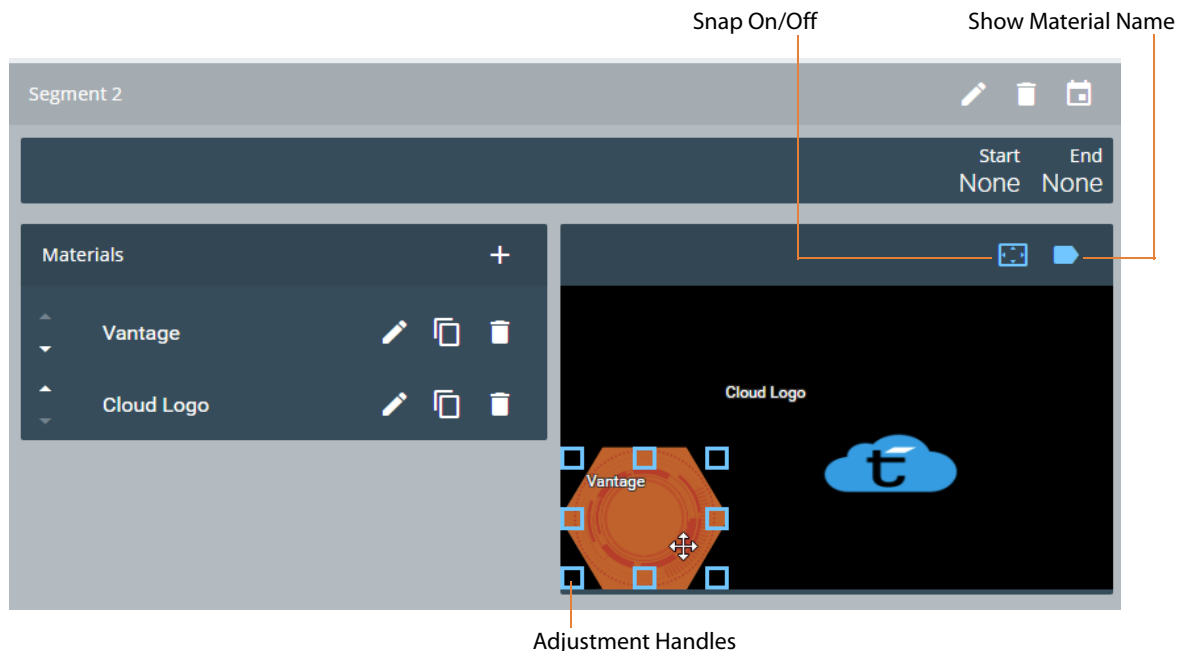 Snap On/Off
Show Material Name
Segment 2
Start End
None None
Materials
Vantage
Cloud Logo
Cloud Logo
t
Vantage
Adjustment Handles